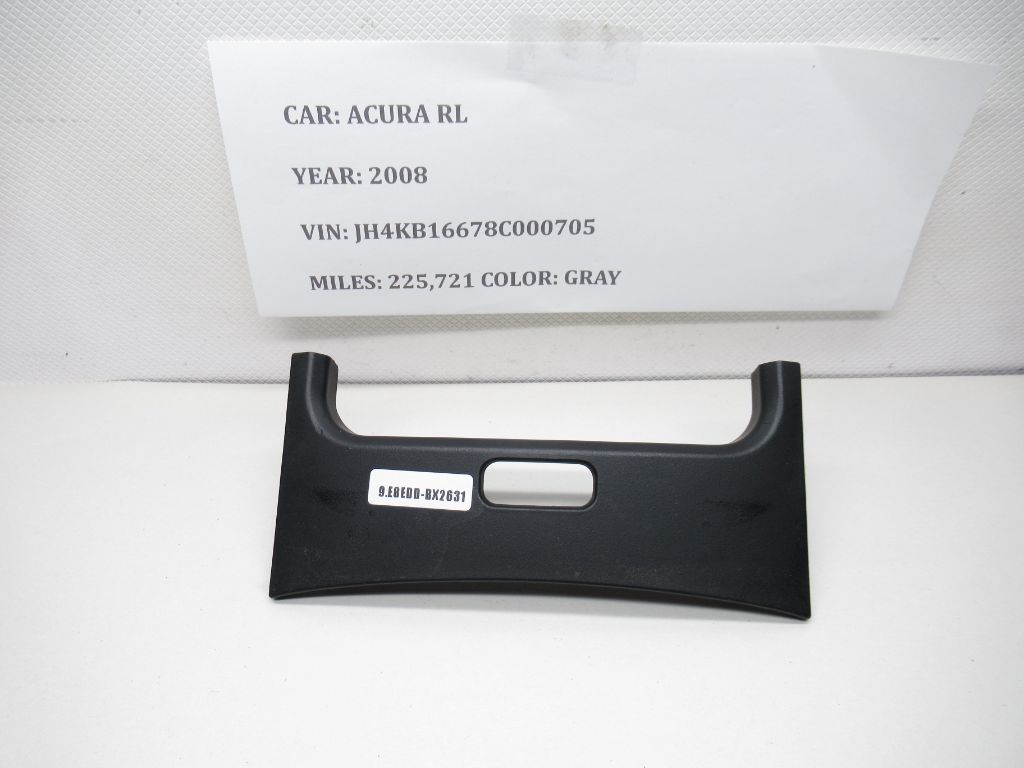 CAR: ACURA RL
YEAR: 2008
VIN: JH4KB16678C000705
MILES: 225,721 COLOR: GRAY
9.E8EDD-BX2631